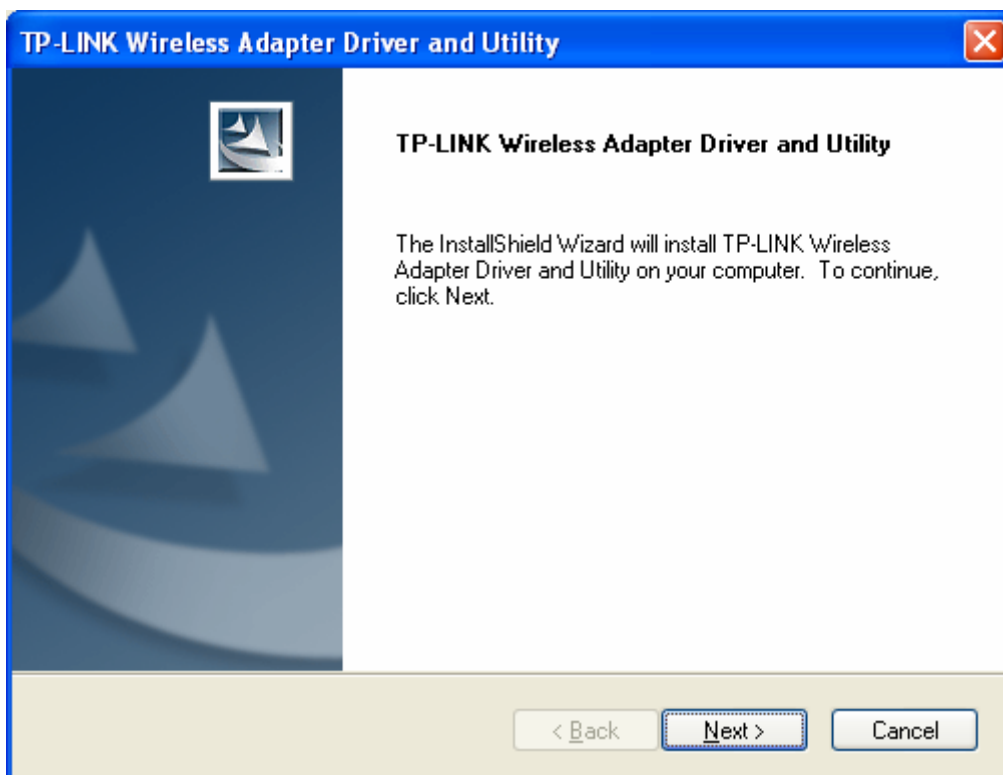 TP-LINK Wireless Adapter Driver and Utility
TP-LINK Wireless Adapter Driver and Utility
The InstallShield Wizard will install TP-LINK Wireless
Adapter Driver and Utility on your computer.  To continue,
click Next.
< Back
Next >
Cancel